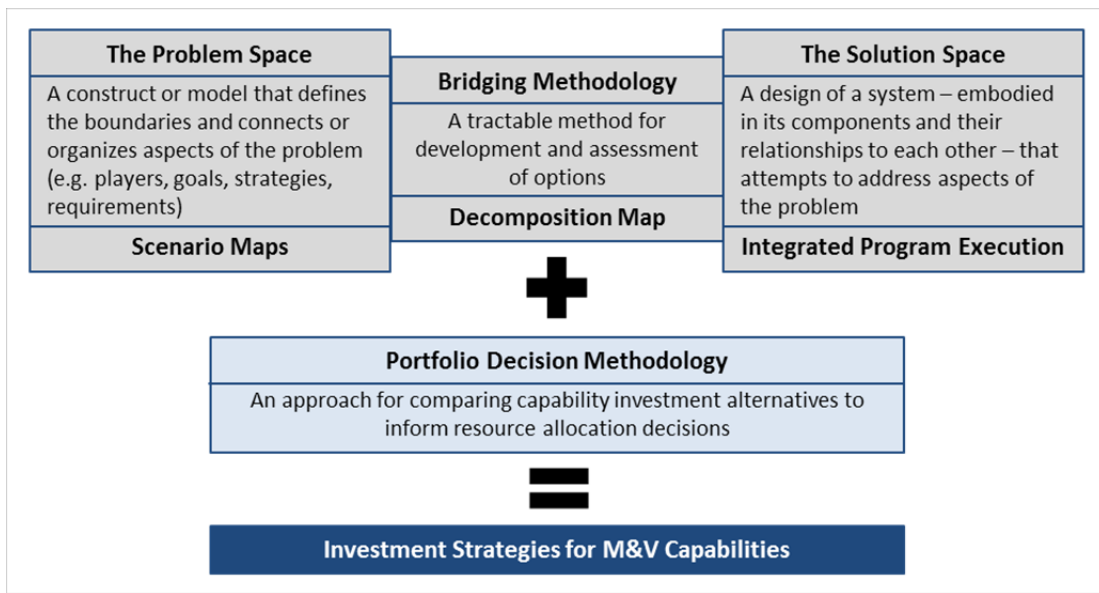 The Problem Space
A construct or model that defines
the boundaries and connects or
organizes aspects of the problem
(e.g. players, goals, strategies,
requirements)
Scenario Maps
Bridging Methodology
A tractable method for
development and assessment
of options
Decomposition Map
The Solution Space
A design of a system – embodied
in its components and their
relationships to each other – that
attempts to address aspects of
the problem
Integrated Program Execution
Portfolio Decision Methodology
An approach for comparing capability investment alternatives to
inform resource allocation decisions
Investment Strategies for M&V Capabilities